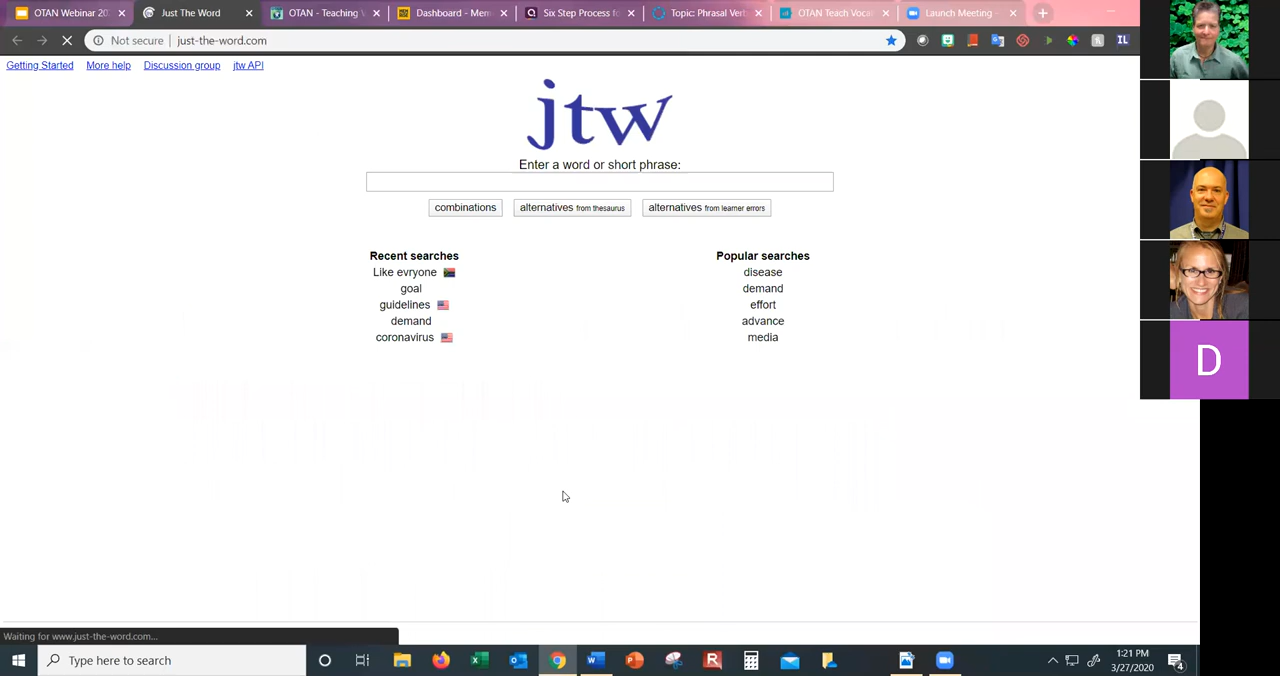 OTAN Webinar 20
Just The Word
OTAN - Teaching V
Dashboard - Mem
Six Step Process fo
Topic: Phrasal Verb
OTAN Teach Voca
Launch Meeting -
Not secure | just-the-word.com
IL
Getting Started More help Discussion group jtw API
jtw
Enter a word or short phrase:
combinations alternatives from thesaurus alternatives from learner errors
Recent searches
Like evryone
goal
guidelines
demand
coronavirus
Popular searches
disease
demand
effort
advance
media
D
Waiting for www.just-the-word.com...
Type here to search
1:21 PM
3/27/2020
4